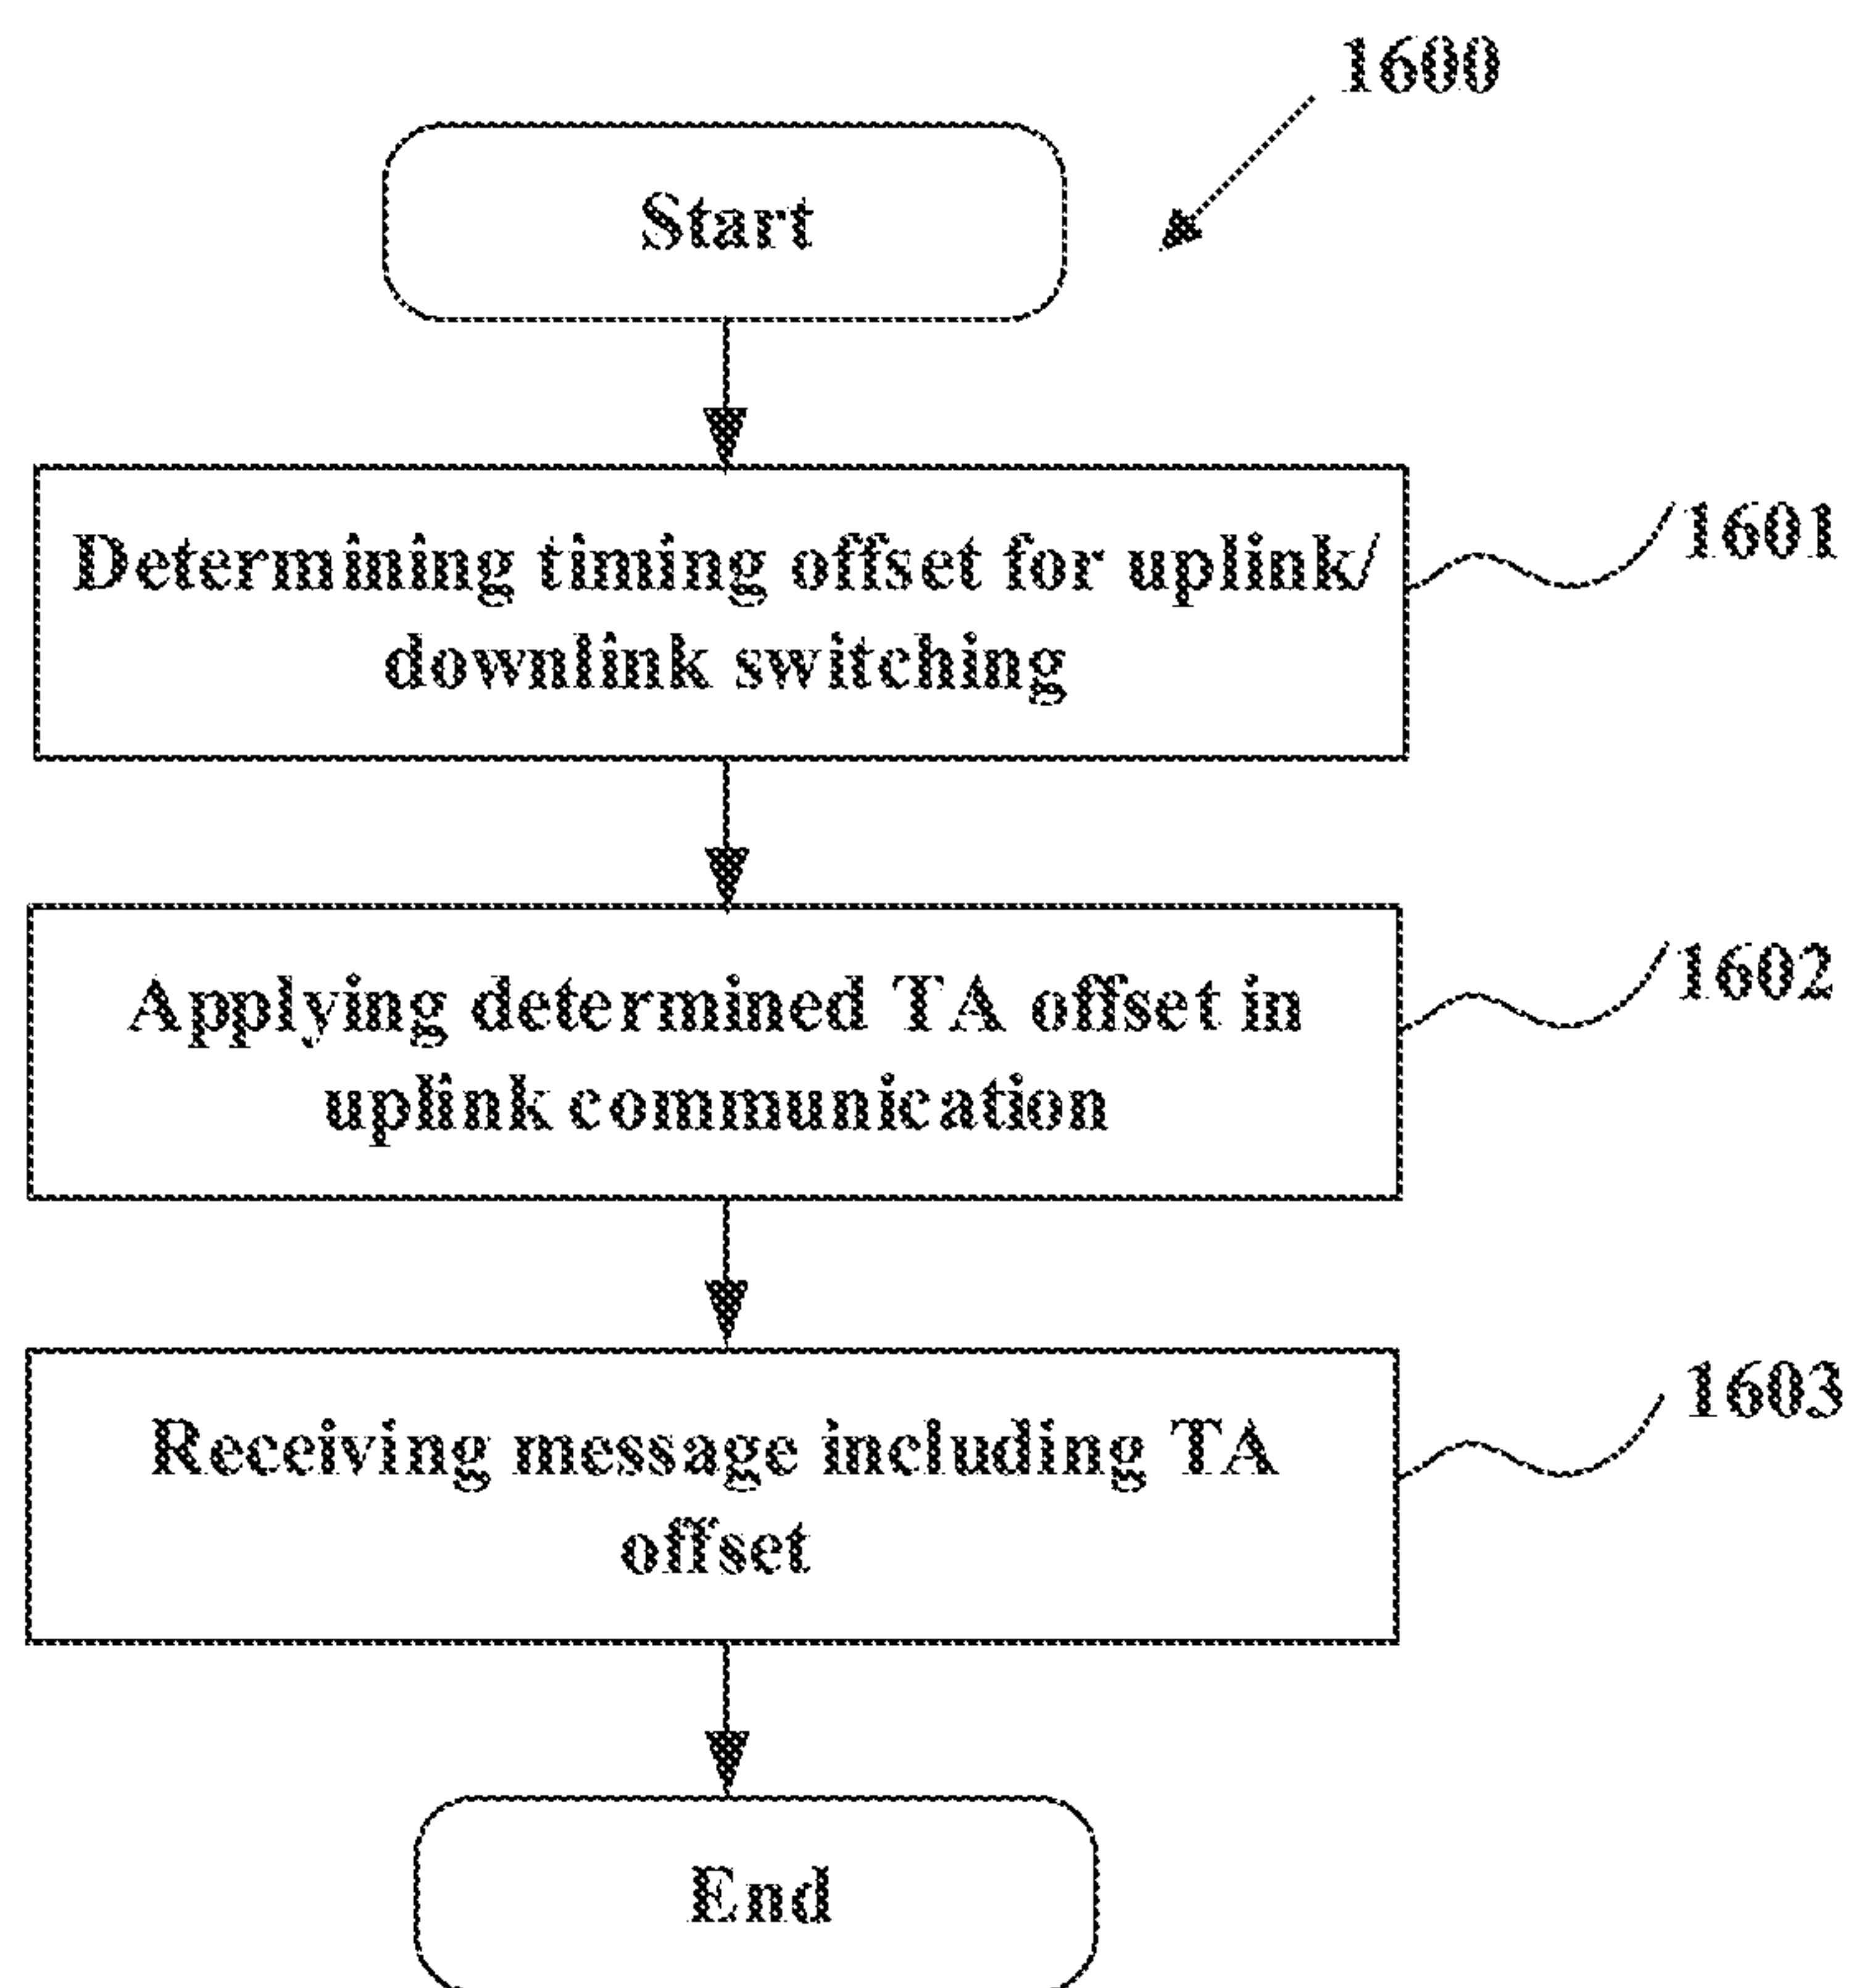 1600
Start
Determining timing offset for uplink/
downlink switching
1601
Applying determined TA offset in
uplink communication
1602
Receiving message including TA
offset
1603
End